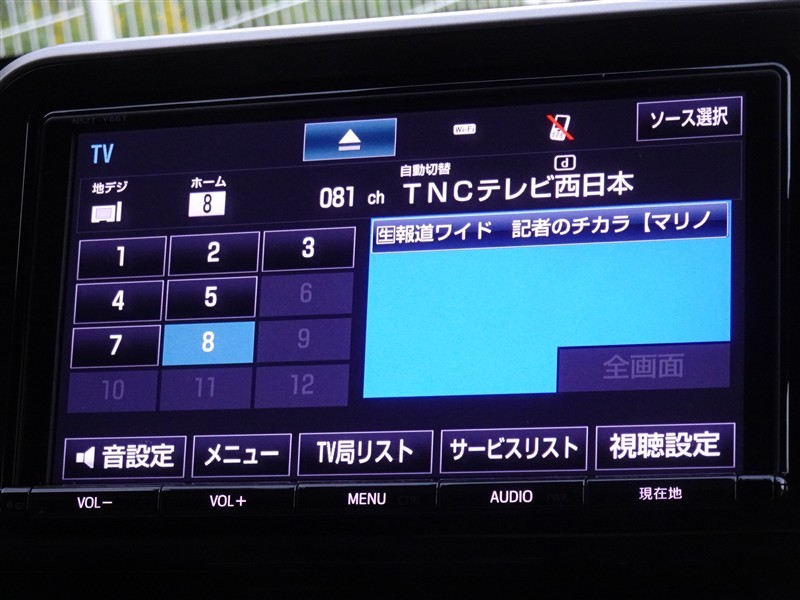 NSZT-Y66T
TV
Wi-Fi
ソース選択
地デジ
ホーム
8
081 ch
自動切替
d
TNCテレビ西日本
生報道ワイド 記者のチカラ【マリノ
1 2 3
4 5 6
7 8 9
10 11 12
全画面
音設定 メニュー TV局リスト サービスリスト 視聴設定
VOL− VOL+ MENU AUDIO 現在地